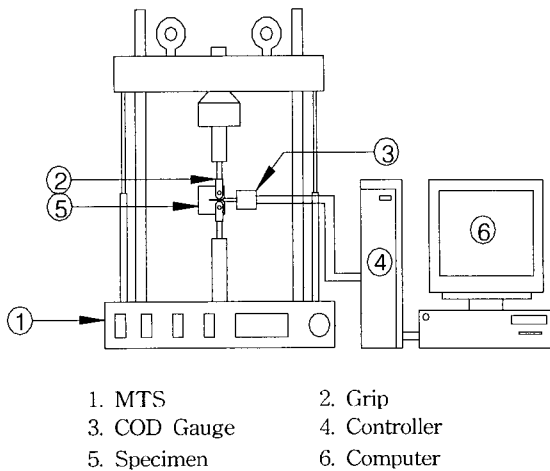 ③
②
⑤
⑥
④
①
1. MTS
2. Grip
3. COD Gauge
4. Controller
5. Specimen
6. Computer